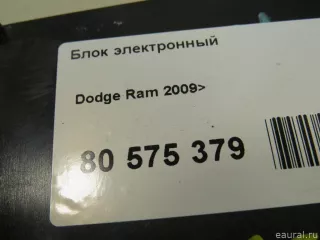 Блок электронный
Dodge Ram 2009>
80 575 379
eaural.ru